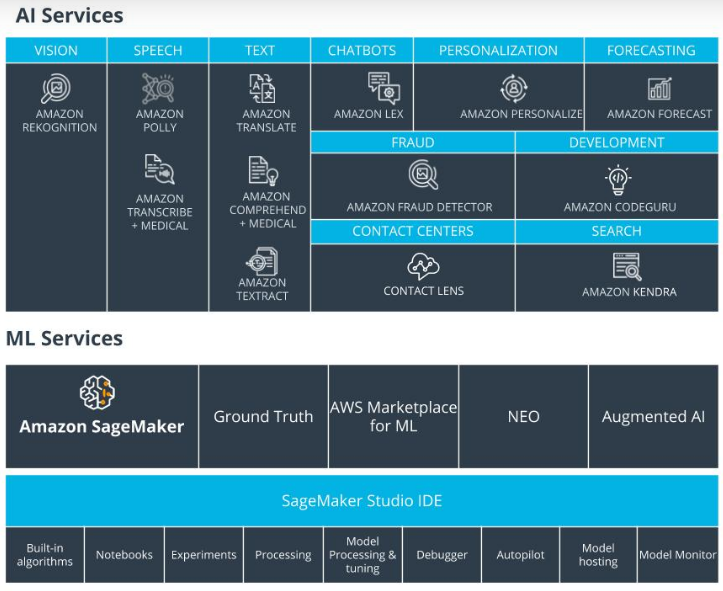 AI Services
VISION
SPEECH
TEXT
CHATBOTS
PERSONALIZATION
FORECASTING
AMAZON
REKOGNITION
AMAZON
POLLY
AMAZON
TRANSCRIBE
+ MEDICAL
AMAZON
TRANSLATE
AMAZON
COMPREHEND
+ MEDICAL
AMAZON
TEXTRACT
AMAZON LEX
AMAZON PERSONALIZE
AMAZON FORECAST
FRAUD
DEVELOPMENT
AMAZON FRAUD DETECTOR
AMAZON CODEGURU
CONTACT CENTERS
SEARCH
CONTACT LENS
AMAZON KENDRA
ML Services
Amazon SageMaker
Ground Truth
AWS Marketplace
for ML
NEO
Augmented AI
SageMaker Studio IDE
Built-in
algorithms
Notebooks
Experiments
Processing
Model
Processing &
tuning
Debugger
Autopilot
Model
hosting
Model Monitor